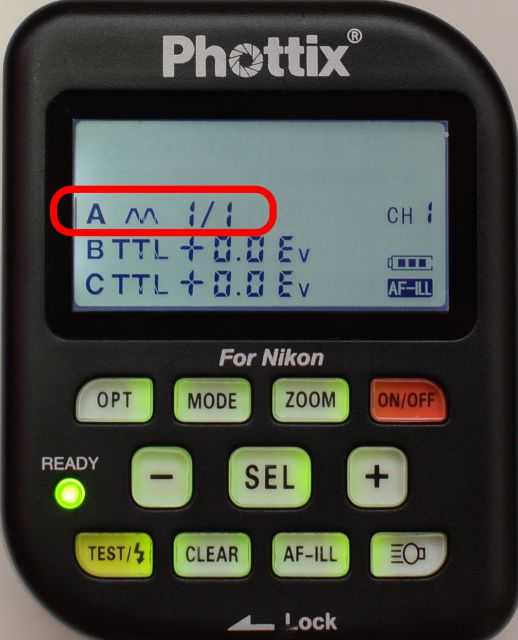 Phottix®
A 1/1 CH 1
B TTL +0.0 Ev
C TTL +0.0 Ev AF-ILL
For Nikon
OPT MODE ZOOM ON/OFF
READY
− SEL +
TEST/ CLEAR AF-ILL
Lock